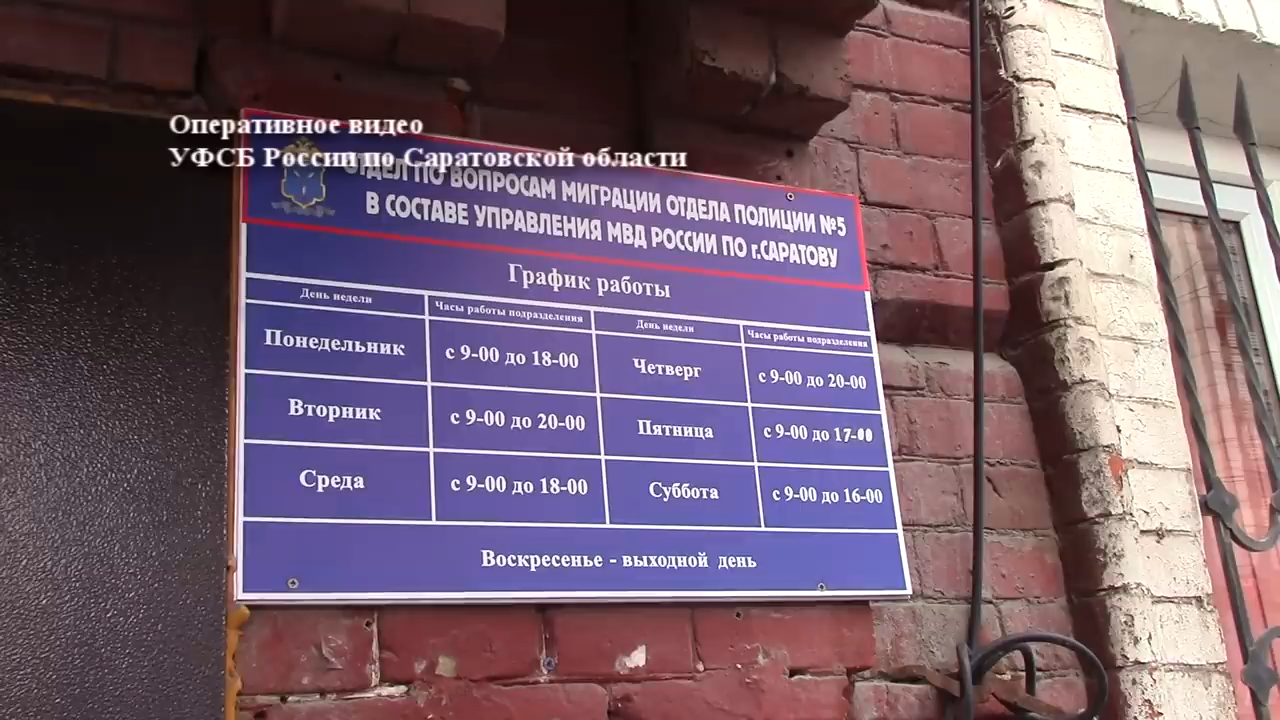 Оперативное видео
УФСБ России по Саратовской области
ОТДЕЛ ПО ВОПРОСАМ МИГРАЦИИ ОТДЕЛА ПОЛИЦИИ №5
В СОСТАВЕ УПРАВЛЕНИЯ МВД РОССИИ ПО г.САРАТОВУ
График работы
День недели Часы работы подразделения День недели Часы работы подразделения
Понедельник с 9-00 до 18-00 Четверг с 9-00 до 20-00
Вторник с 9-00 до 20-00 Пятница с 9-00 до 17-00
Среда с 9-00 до 18-00 Суббота с 9-00 до 16-00
Воскресенье - выходной день